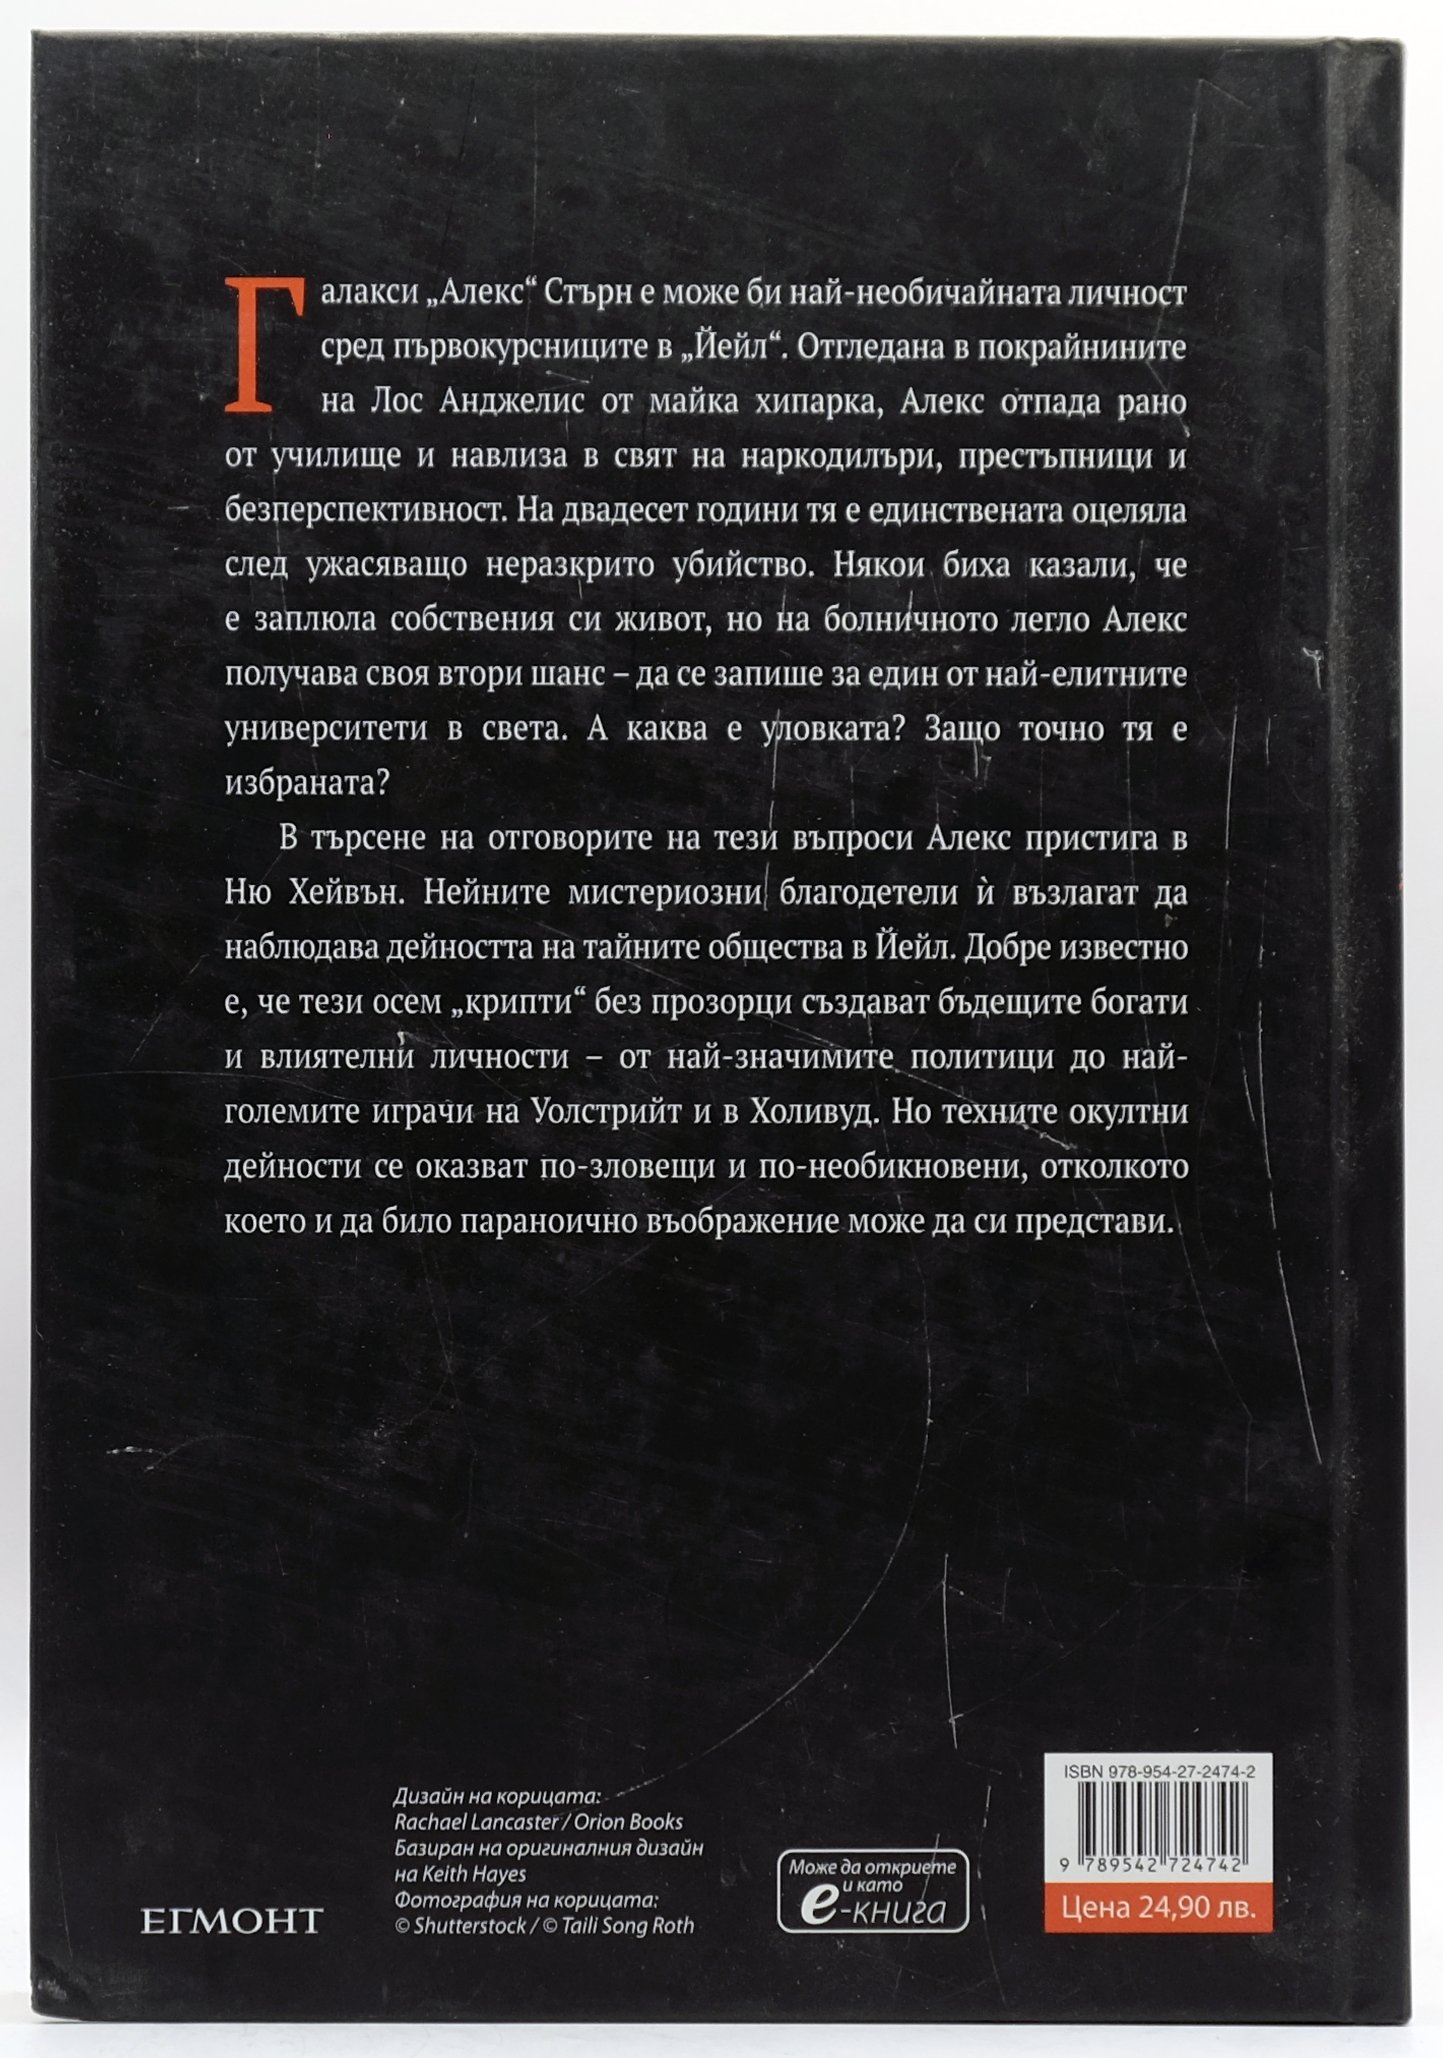 Галакси „Алекс“ Стърн е може би най-необичайната личност
сред първокурсниците в „Йейл“. Отгледана в покрайнините
на Лос Анджелис от майка хипарка, Алекс отпада рано
от училище и навлиза в свят на наркодилъри, престъпници и
безперспективност. На двадесет години тя е единствената оцеляла
след ужасяващо неразкрито убийство. Някои биха казали, че
е заплюла собствения си живот, но на болничното легло Алекс
получава своя втори шанс – да се запише за един от най-елитните
университети в света. А каква е уловката? Защо точно тя е
избраната?
В търсене на отговорите на тези въпроси Алекс пристига в
Ню Хейвън. Нейните мистериозни благодетели ѝ възлагат да
наблюдава дейността на тайните общества в Йейл. Добре известно
е, че тези осем „крипти“ без прозорци създават бъдещите богати
и влиятелни личности – от най-значимите политици до най-
големите играчи на Уолстрийт и в Холивуд. Но техните окултни
дейности се оказват по-зловещи и по-необикновени, отколкото
което и да било параноично въображение може да си представи.
ЕГМОНТ
Дизайн на корицата:
Rachael Lancaster / Orion Books
Базиран на оригиналния дизайн
на Keith Hayes
Фотография на корицата:
© Shutterstock / © Taili Song Roth
Може да откриете
и като
е-книга
ISBN 978-954-27-2474-2
9 789542 724742
Цена 24,90 лв.